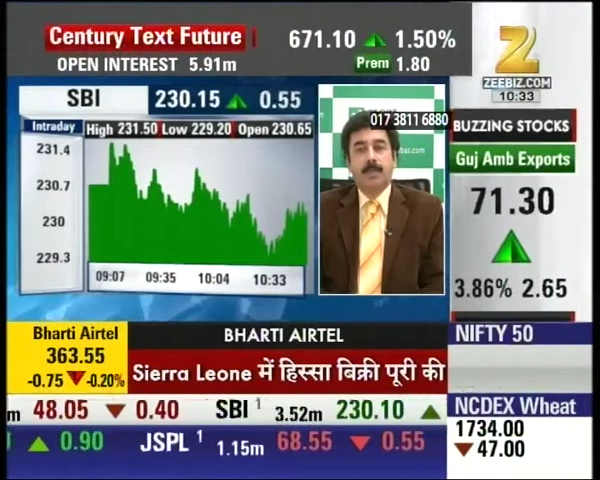 Century Text Future
671.10 1.50%
OPEN INTEREST 5.91m
Prem 1.80
Z
ZEEBIZ.COM
10:33
SBI 230.15 0.55
Intraday
High 231.50 Low 229.20 Open 230.65
231.4
230.7
230
229.3
09:07 09:35 10:04 10:33
017 3811 6880
BUZZING STOCKS
Guj Amb Exports
71.30
3.86% 2.65
Bharti Airtel
363.55
-0.75 -0.20%
BHARTI AIRTEL
Sierra Leone में हिस्सा बिक्री पूरी की
NIFTY 50
m 48.05 0.40 SBI 1 3.52m 230.10
0.90 JSPL 1 1.15m 68.55 0.55
NCDEX Wheat
1734.00
47.00